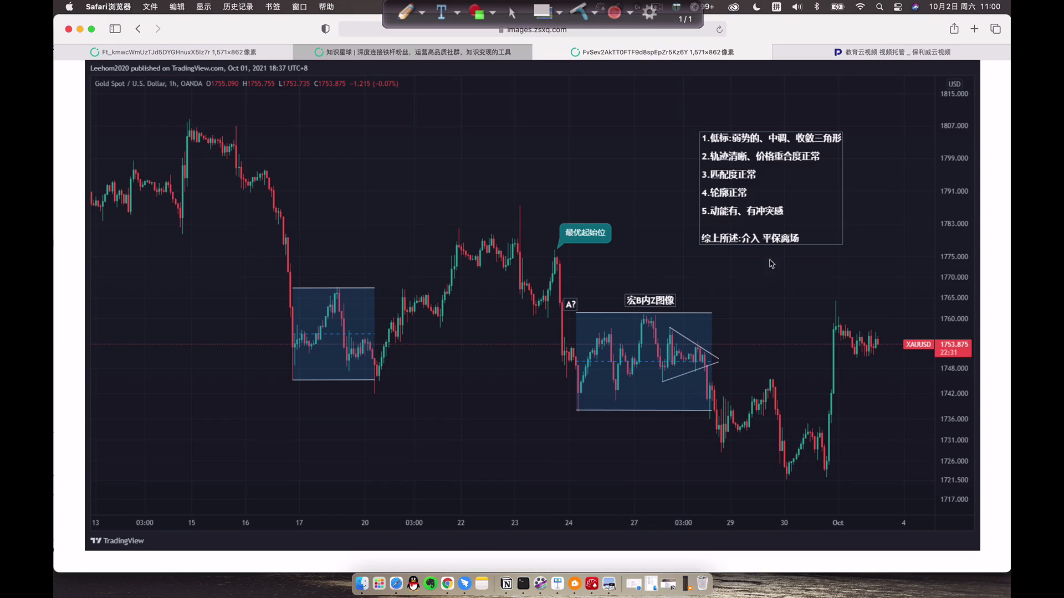 Safari浏览器 文件 编辑 显示 历史记录 书签 窗口 帮助
10月2日 周六 11:00
1/1
images.zsxq.com
Ft_kmwcWmUzTJd5DYGHnuxX5Iz7r 1,571×862 像素
知识星球 | 深度连接铁杆粉丝，运营高品质社群，知识变现的工具
FvSev2AkTT0FTF9d8spEpZr5Kz6Y 1,571×862 像素
教育云视频 视频托管 _ 保利威云视频
Leehom2020 published on TradingView.com, Oct 01, 2021 18:37 UTC+8
Gold Spot / U.S. Dollar, 1h, OANDA O1755.090 H1755.755 L1753.735 C1753.875 −1.215 (−0.07%)
USD
1815.000
1807.000
1799.000
1791.000
1783.000
1775.000
1770.000
1765.000
1760.000
XAUUSD 1753.875
22:31
1748.000
1742.000
1736.000
1731.000
1726.000
1721.500
1717.000
1.低标:弱势的、中调、收敛三角形
2.轨迹清晰、价格重合度正常
3.匹配度正常
4.轮廓正常
5.动能有、有冲突感
综上所述:介入 平保离场
最优起始位
A?
宏B内Z图像
13 03:00 15 16 17 20 03:00 22 23 24 27 03:00 29 30 Oct 4
TradingView